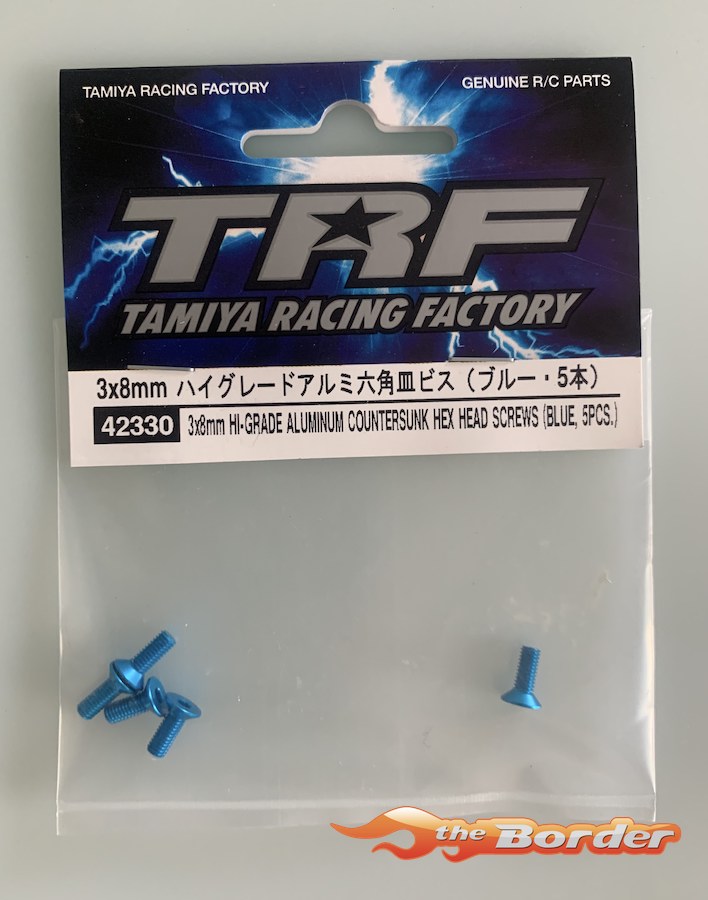 TAMIYA RACING FACTORY
GENUINE R/C PARTS
TRF
TAMIYA RACING FACTORY
3x8mm ハイグレードアルミ六角皿ビス（ブルー・5本）
42330 3x8mm HI-GRADE ALUMINUM COUNTERSUNK HEX HEAD SCREWS (BLUE, 5PCS.)
the Border